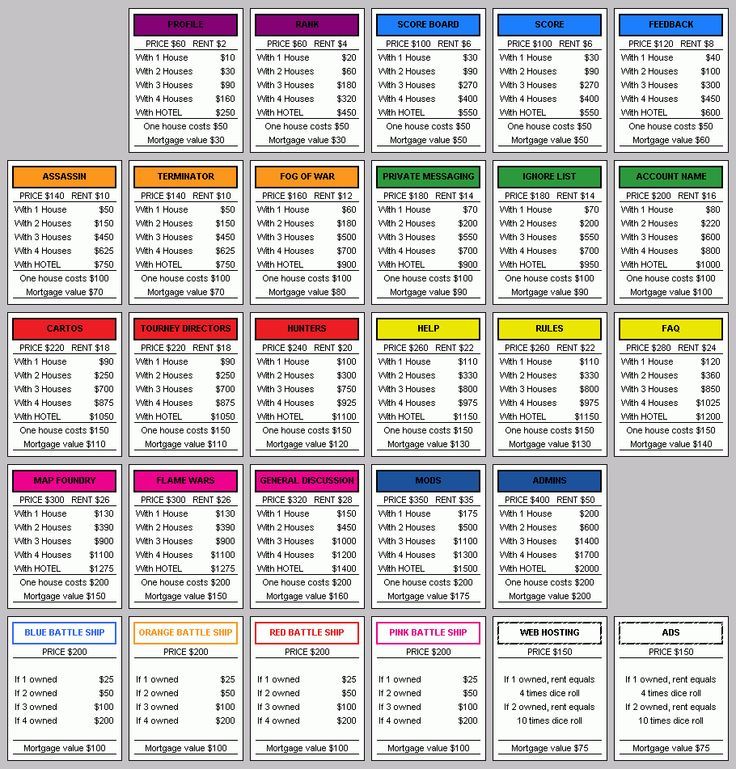 PROFILE
PRICE $60 RENT $2
With 1 House $10
With 2 Houses $30
With 3 Houses $90
With 4 Houses $160
With HOTEL $250
One house costs $50
Mortgage value $30
RANK
PRICE $60 RENT $4
With 1 House $20
With 2 Houses $60
With 3 Houses $180
With 4 Houses $320
With HOTEL $450
One house costs $50
Mortgage value $30
SCORE BOARD
PRICE $100 RENT $6
With 1 House $30
With 2 Houses $90
With 3 Houses $270
With 4 Houses $400
With HOTEL $550
One house costs $50
Mortgage value $50
SCORE
PRICE $100 RENT $6
With 1 House $30
With 2 Houses $90
With 3 Houses $270
With 4 Houses $400
With HOTEL $550
One house costs $50
Mortgage value $50
FEEDBACK
PRICE $120 RENT $8
With 1 House $40
With 2 Houses $100
With 3 Houses $300
With 4 Houses $450
With HOTEL $600
One house costs $50
Mortgage value $60
ASSASSIN
PRICE $140 RENT $10
With 1 House $50
With 2 Houses $150
With 3 Houses $450
With 4 Houses $625
With HOTEL $750
One house costs $100
Mortgage value $70
TERMINATOR
PRICE $140 RENT $10
With 1 House $50
With 2 Houses $150
With 3 Houses $450
With 4 Houses $625
With HOTEL $750
One house costs $100
Mortgage value $70
FOG OF WAR
PRICE $160 RENT $12
With 1 House $60
With 2 Houses $180
With 3 Houses $500
With 4 Houses $700
With HOTEL $900
One house costs $100
Mortgage value $80
PRIVATE MESSAGING
PRICE $180 RENT $14
With 1 House $70
With 2 Houses $200
With 3 Houses $550
With 4 Houses $700
With HOTEL $900
One house costs $100
Mortgage value $90
IGNORE LIST
PRICE $180 RENT $14
With 1 House $70
With 2 Houses $200
With 3 Houses $550
With 4 Houses $700
With HOTEL $950
One house costs $100
Mortgage value $90
ACCOUNT NAME
PRICE $200 RENT $16
With 1 House $80
With 2 Houses $220
With 3 Houses $600
With 4 Houses $800
With HOTEL $1000
One house costs $100
Mortgage value $100
CARTOS
PRICE $220 RENT $18
With 1 House $90
With 2 Houses $250
With 3 Houses $700
With 4 Houses $875
With HOTEL $1050
One house costs $150
Mortgage value $110
TOURNEY DIRECTORS
PRICE $220 RENT $18
With 1 House $90
With 2 Houses $250
With 3 Houses $700
With 4 Houses $875
With HOTEL $1050
One house costs $150
Mortgage value $110
HUNTERS
PRICE $240 RENT $20
With 1 House $100
With 2 Houses $300
With 3 Houses $750
With 4 Houses $925
With HOTEL $1100
One house costs $150
Mortgage value $120
HELP
PRICE $260 RENT $22
With 1 House $110
With 2 Houses $330
With 3 Houses $800
With 4 Houses $975
With HOTEL $1150
One house costs $150
Mortgage value $130
RULES
PRICE $260 RENT $22
With 1 House $110
With 2 Houses $330
With 3 Houses $800
With 4 Houses $975
With HOTEL $1150
One house costs $150
Mortgage value $130
FAQ
PRICE $280 RENT $24
With 1 House $120
With 2 Houses $360
With 3 Houses $850
With 4 Houses $1025
With HOTEL $1200
One house costs $150
Mortgage value $140
MAP FOUNDRY
PRICE $300 RENT $26
With 1 House $130
With 2 Houses $390
With 3 Houses $900
With 4 Houses $1100
With HOTEL $1275
One house costs $200
Mortgage value $150
FLAME WARS
PRICE $300 RENT $26
With 1 House $130
With 2 Houses $390
With 3 Houses $900
With 4 Houses $1100
With HOTEL $1275
One house costs $200
Mortgage value $150
GENERAL DISCUSSION
PRICE $320 RENT $28
With 1 House $150
With 2 Houses $450
With 3 Houses $1000
With 4 Houses $1200
With HOTEL $1400
One house costs $200
Mortgage value $160
MODS
PRICE $350 RENT $35
With 1 House $175
With 2 Houses $500
With 3 Houses $1100
With 4 Houses $1300
With HOTEL $1500
One house costs $200
Mortgage value $175
ADMINS
PRICE $400 RENT $50
With 1 House $200
With 2 Houses $600
With 3 Houses $1400
With 4 Houses $1700
With HOTEL $2000
One house costs $200
Mortgage value $200
BLUE BATTLE SHIP
PRICE $200
If 1 owned $25
If 2 owned $50
If 3 owned $100
If 4 owned $200
Mortgage value $100
ORANGE BATTLE SHIP
PRICE $200
If 1 owned $25
If 2 owned $50
If 3 owned $100
If 4 owned $200
Mortgage value $100
RED BATTLE SHIP
PRICE $200
If 1 owned $25
If 2 owned $50
If 3 owned $100
If 4 owned $200
Mortgage value $100
PINK BATTLE SHIP
PRICE $200
If 1 owned $25
If 2 owned $50
If 3 owned $100
If 4 owned $200
Mortgage value $100
WEB HOSTING
PRICE $150
If 1 owned, rent equals
4 times dice roll
If 2 owned, rent equals
10 times dice roll
Mortgage value $75
ADS
PRICE $150
If 1 owned, rent equals
4 times dice roll
If 2 owned, rent equals
10 times dice roll
Mortgage value $75